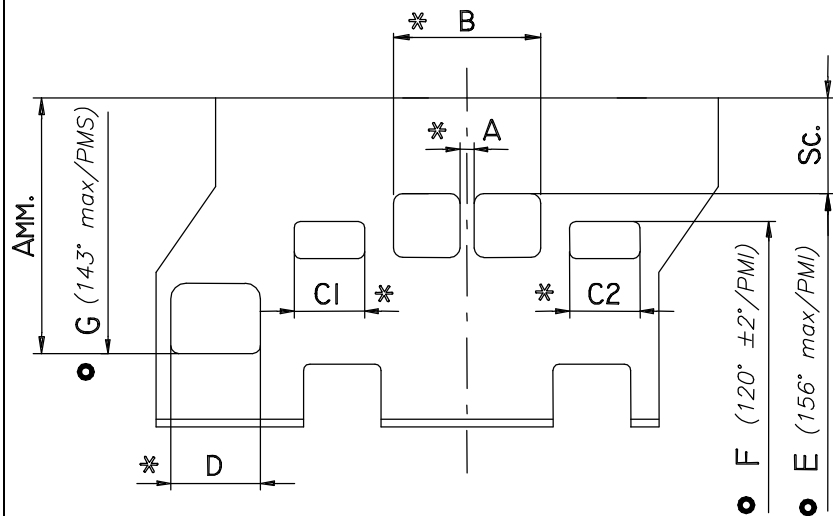 * B
* A
Sc.
AMM.
G (143° max/PMS)
C1 *
* C2
* D
F (120° ±2°/PMI)
E (156° max/PMI)